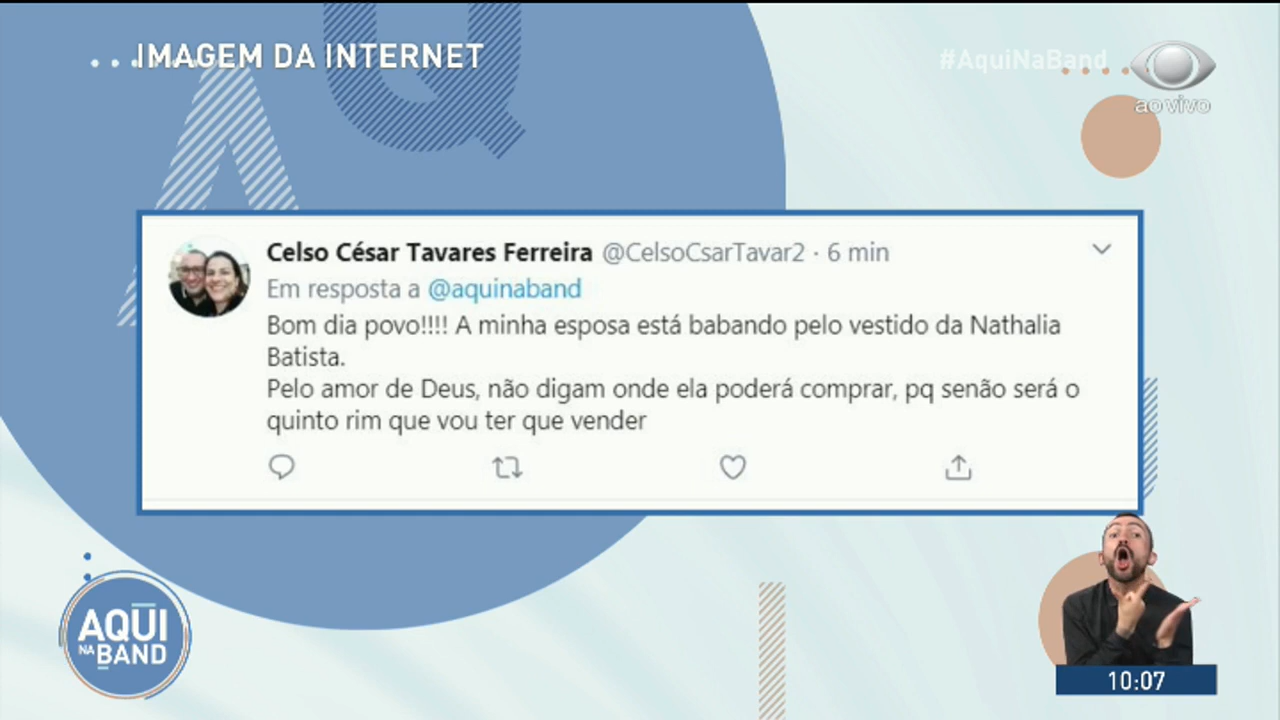 IMAGEM DA INTERNET
#AquiNaBand
ao vivo
Celso César Tavares Ferreira @CelsoCsarTavar2 · 6 min
Em resposta a @aquinaband
Bom dia povo!!!! A minha esposa está babando pelo vestido da Nathalia
Batista.
Pelo amor de Deus, não digam onde ela poderá comprar, pq senão será o
quinto rim que vou ter que vender
AQUI
NA BAND
10:07